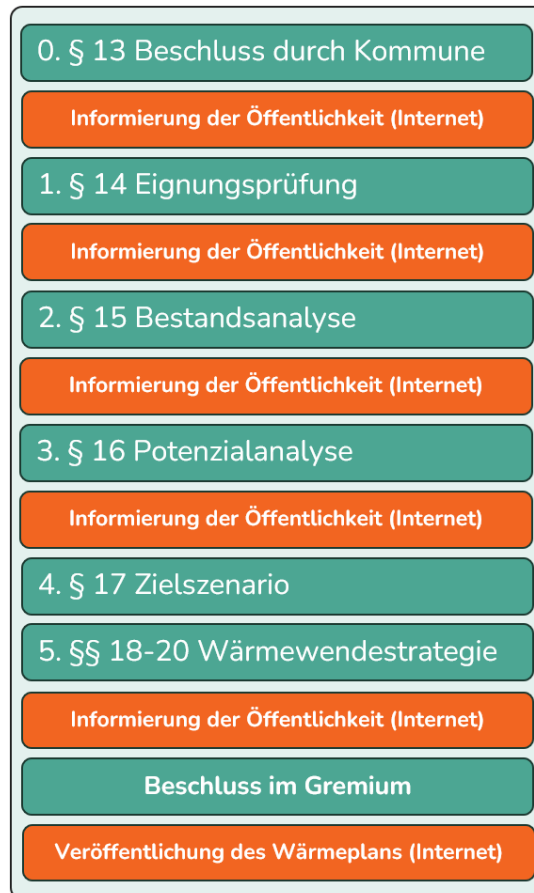 0. § 13 Beschluss durch Kommune
Informierung der Öffentlichkeit (Internet)
1. § 14 Eignungsprüfung
Informierung der Öffentlichkeit (Internet)
2. § 15 Bestandsanalyse
Informierung der Öffentlichkeit (Internet)
3. § 16 Potenzialanalyse
Informierung der Öffentlichkeit (Internet)
4. § 17 Zielszenario
5. §§ 18-20 Wärmewendestrategie
Informierung der Öffentlichkeit (Internet)
Beschluss im Gremium
Veröffentlichung des Wärmeplans (Internet)